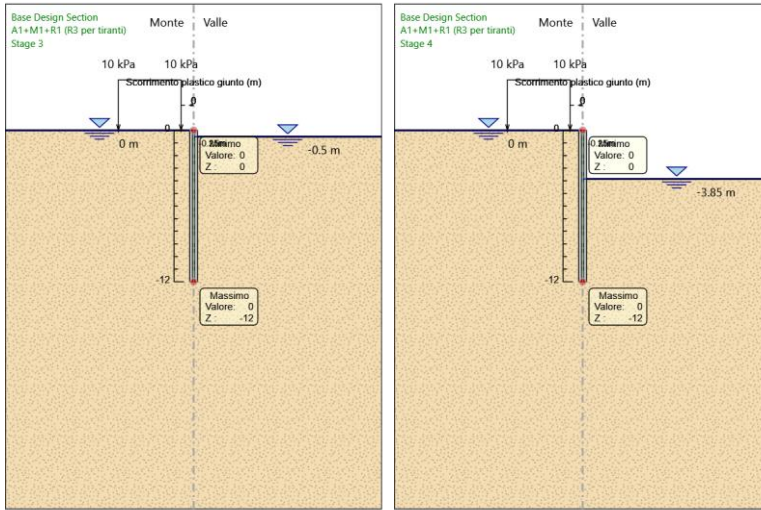 Base Design Section
A1+M1+R1 (R3 per tiranti)
Stage 3
Monte
Valle
10 kPa
10 kPa
Scorrimento plastico giunto (m)
0
0
0 m
Minimo
Valore: 0
Z : 0
-0.5 m
-12
Massimo
Valore: 0
Z : -12
Base Design Section
A1+M1+R1 (R3 per tiranti)
Stage 4
Monte
Valle
10 kPa
10 kPa
Scorrimento plastico giunto (m)
0
0
0 m
Minimo
Valore: 0
Z : 0
-3.85 m
-12
Massimo
Valore: 0
Z : -12